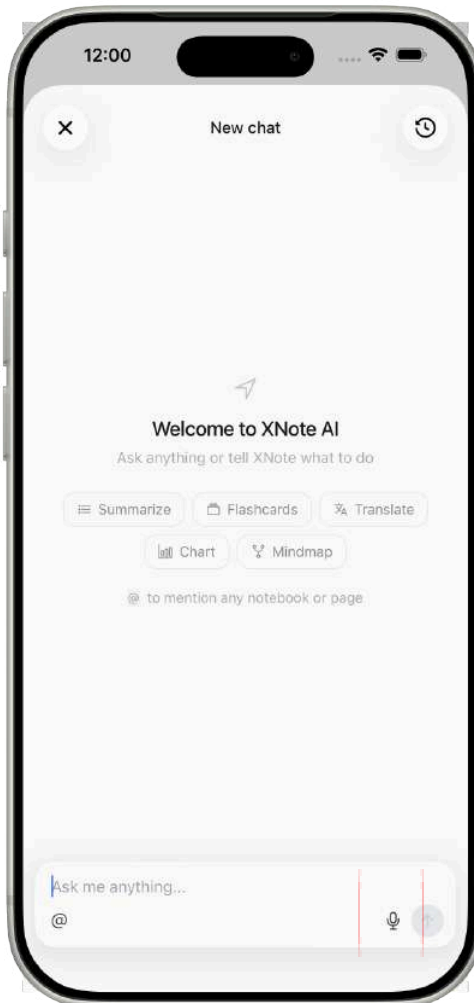 12:00
New chat
Welcome to XNote AI
Ask anything or tell XNote what to do
Summarize
Flashcards
Translate
Chart
Mindmap
@ to mention any notebook or page
Ask me anything...
@